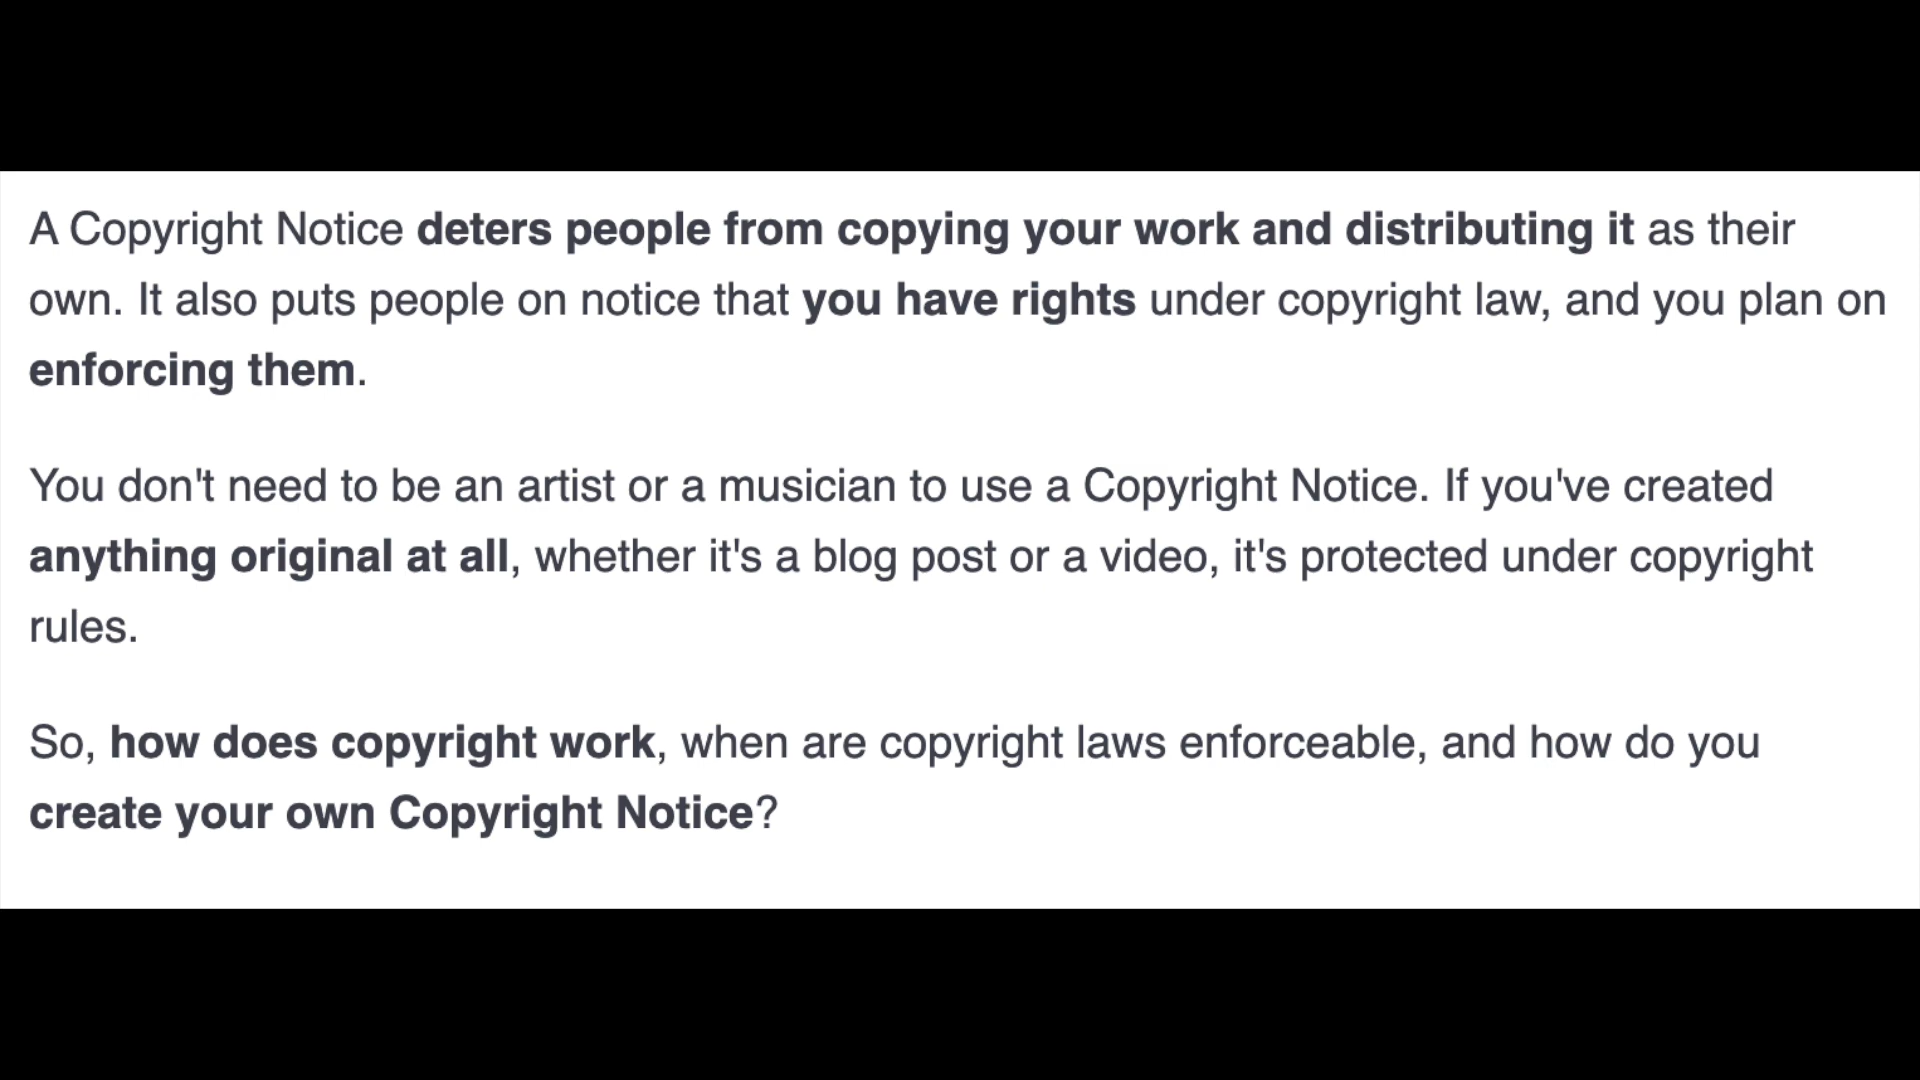 A Copyright Notice deters people from copying your work and distributing it as their
own. It also puts people on notice that you have rights under copyright law, and you plan on
enforcing them.
You don't need to be an artist or a musician to use a Copyright Notice. If you've created
anything original at all, whether it's a blog post or a video, it's protected under copyright
rules.
So, how does copyright work, when are copyright laws enforceable, and how do you
create your own Copyright Notice?